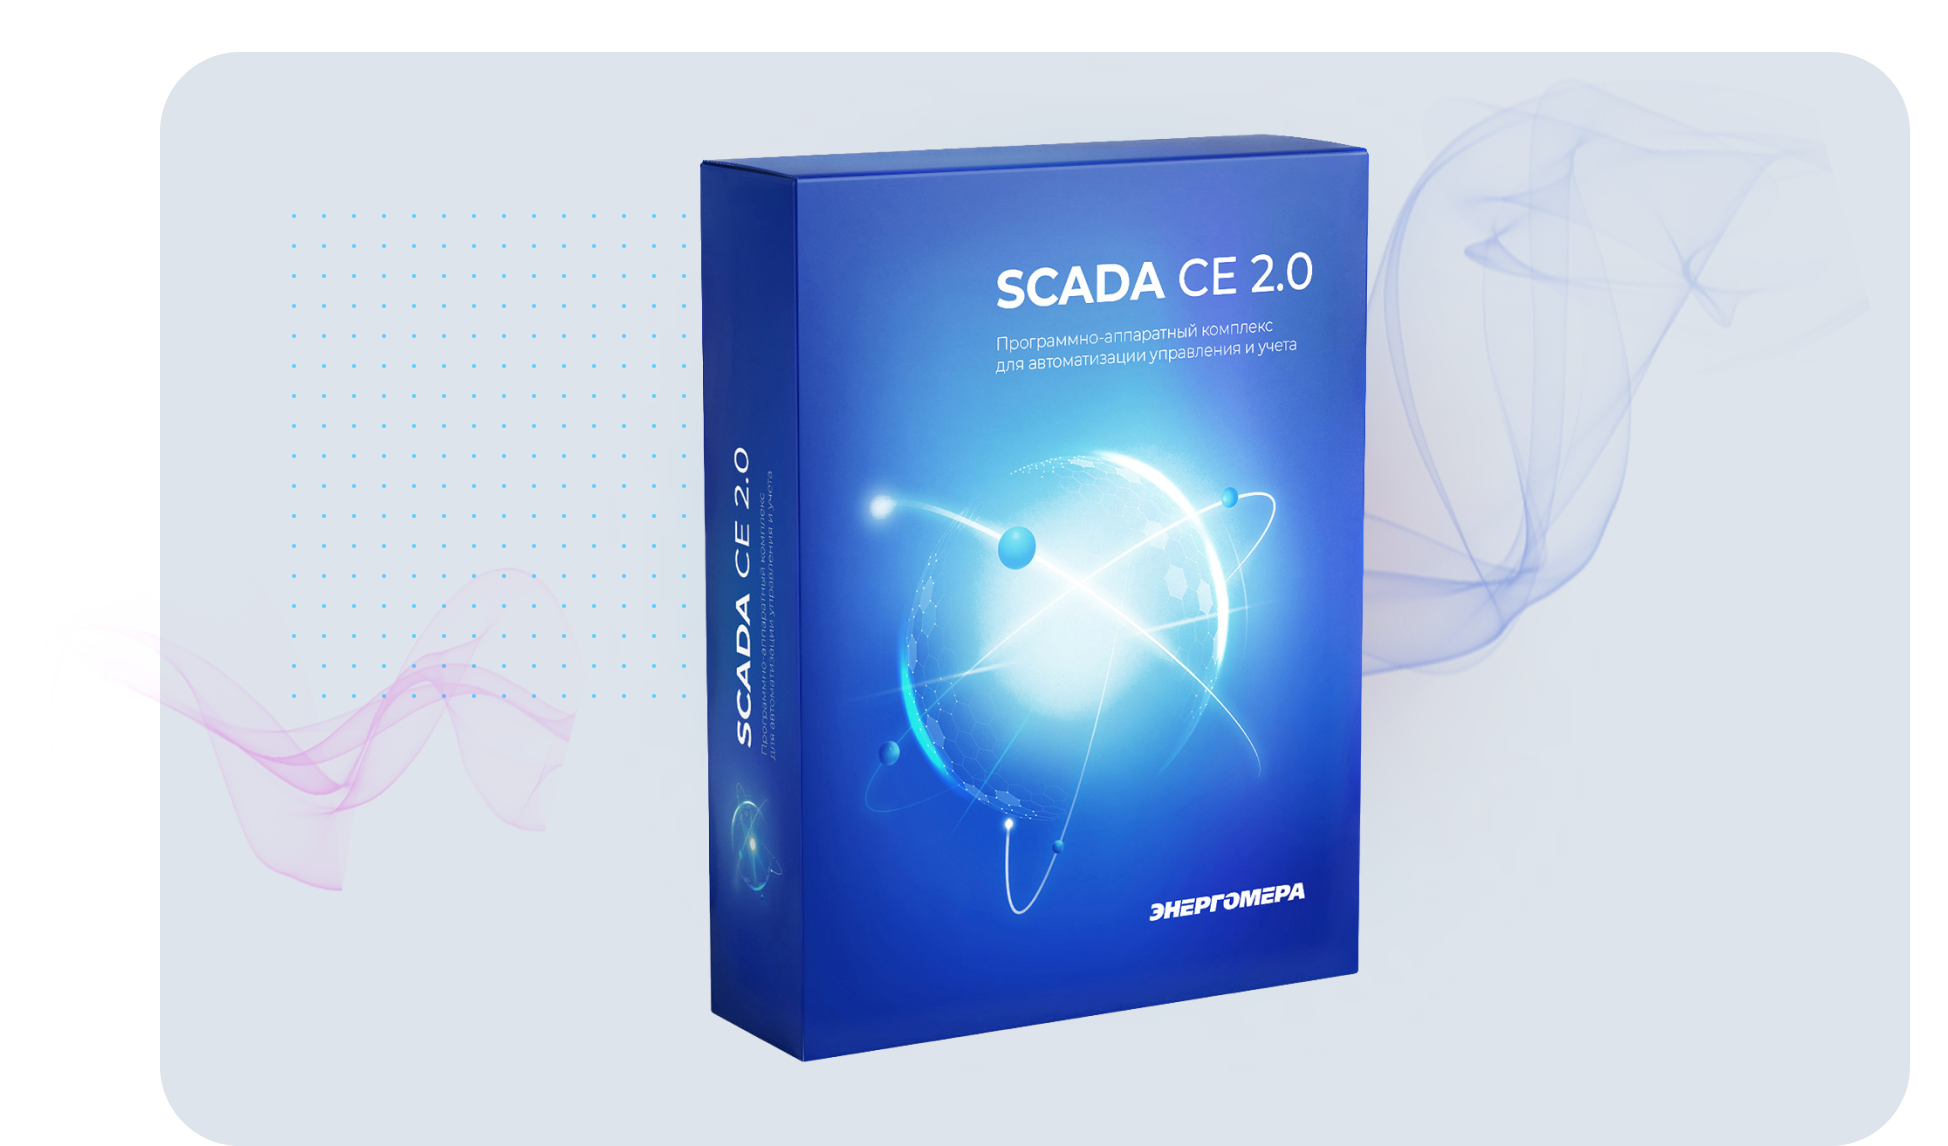 SCADA CE 2.0
Программно-аппаратный комплекс
для автоматизации управления и учета
SCADA CE 2.0
Программно-аппаратный комплекс
для автоматизации управления и учета
ЭНЕРГОМЕРА